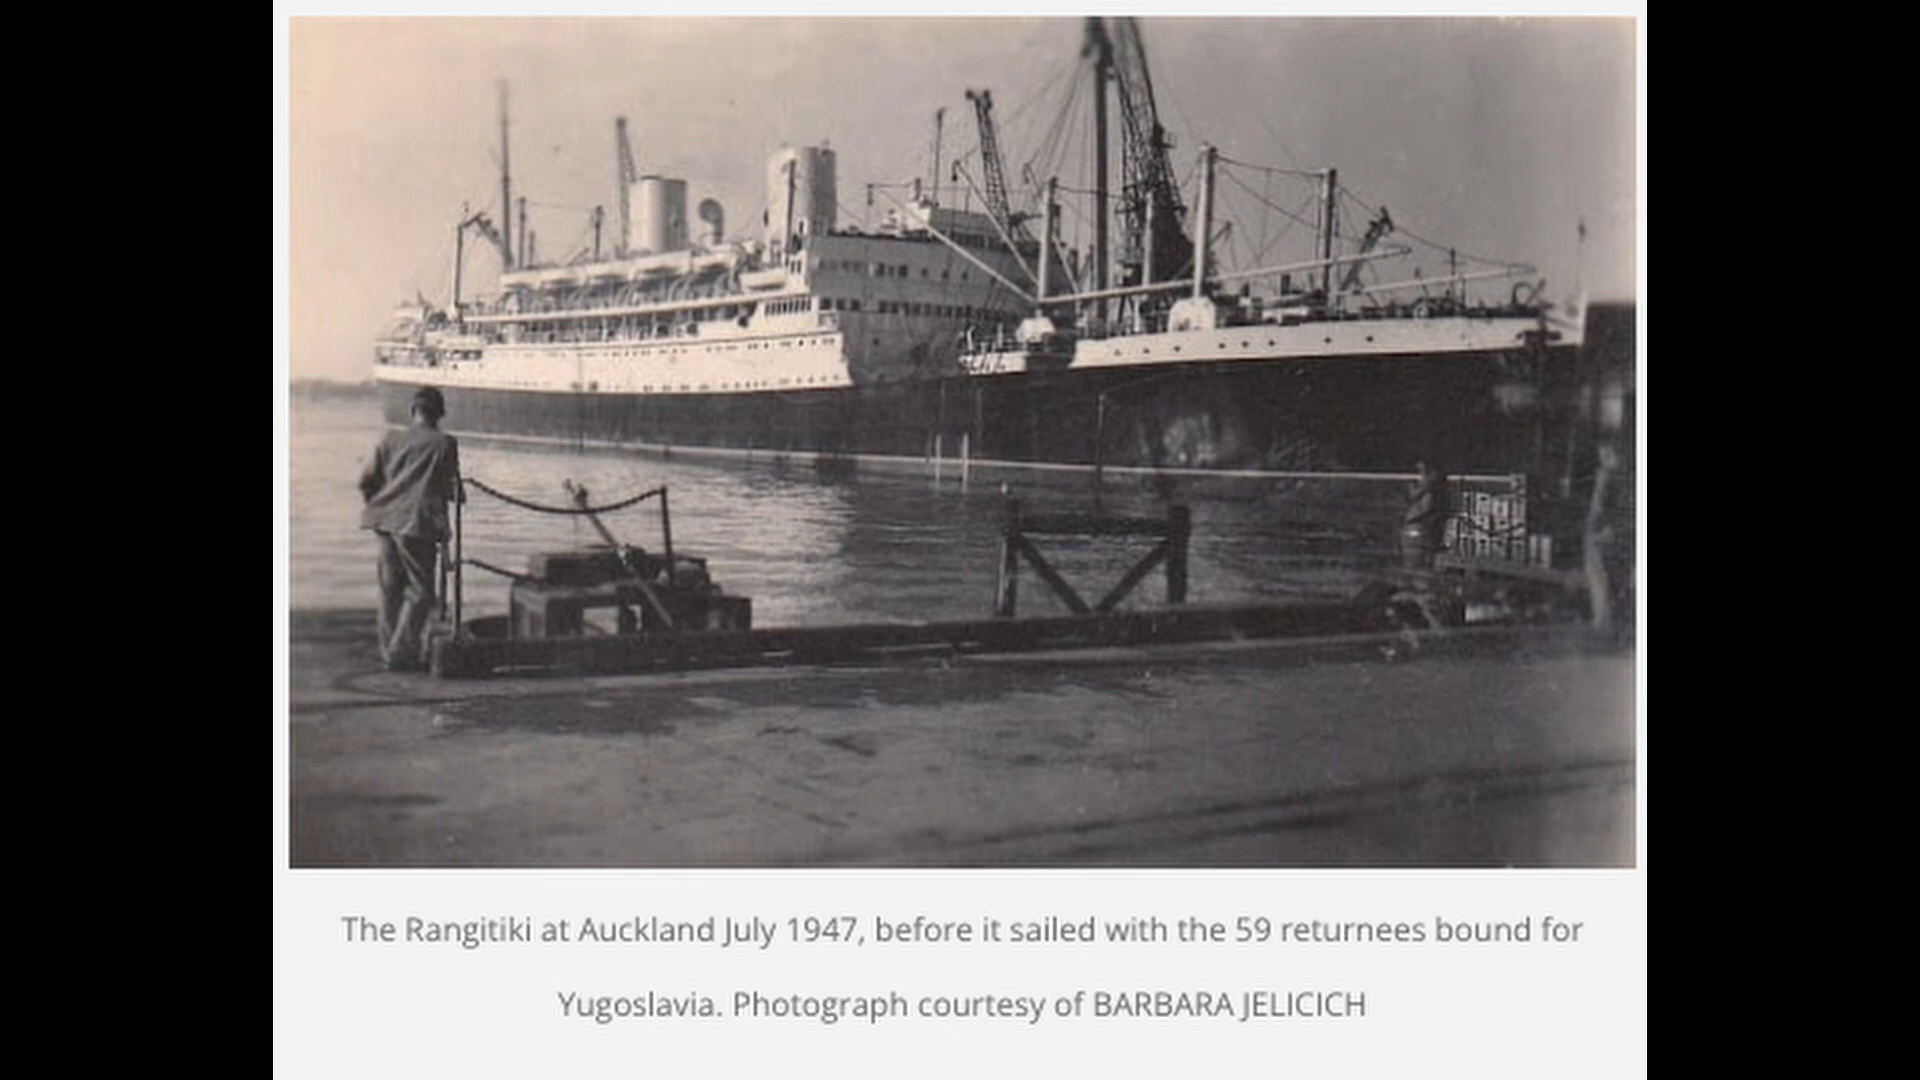 The Rangitiki at Auckland July 1947, before it sailed with the 59 returnees bound for
Yugoslavia. Photograph courtesy of BARBARA JELICICH